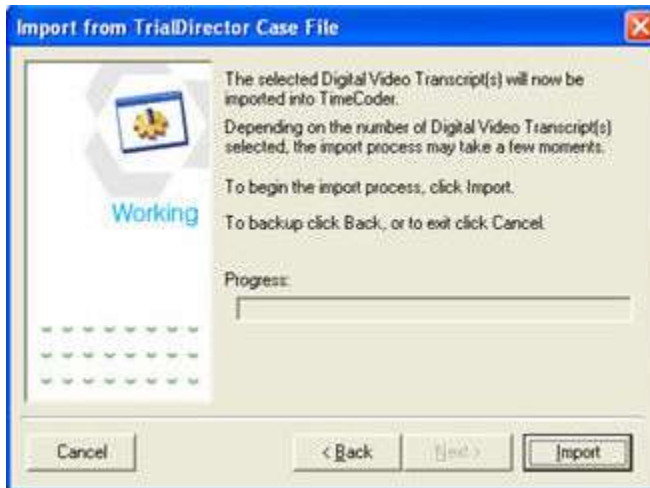 Import from TrialDirector Case File
The selected Digital Video Transcript(s) will now be
imported into TimeCoder.
Depending on the number of Digital Video Transcript(s)
selected, the import process may take a few moments.
To begin the import process, click Import.
Working
To backup click Back, or to exit click Cancel.
Progress:
Cancel
< Back
Next >
Import